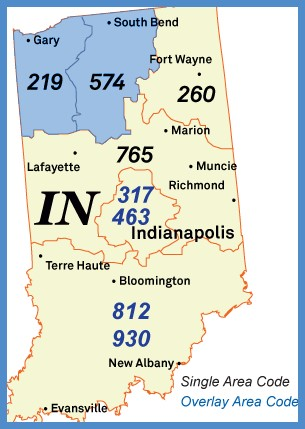 South Bend
Gary
Fort Wayne
219
574
260
Marion
765
Lafayette
Muncie
Richmond
IN
317
463
Indianapolis
Terre Haute
Bloomington
812
930
New Albany
Single Area Code
Overlay Area Code
Evansville